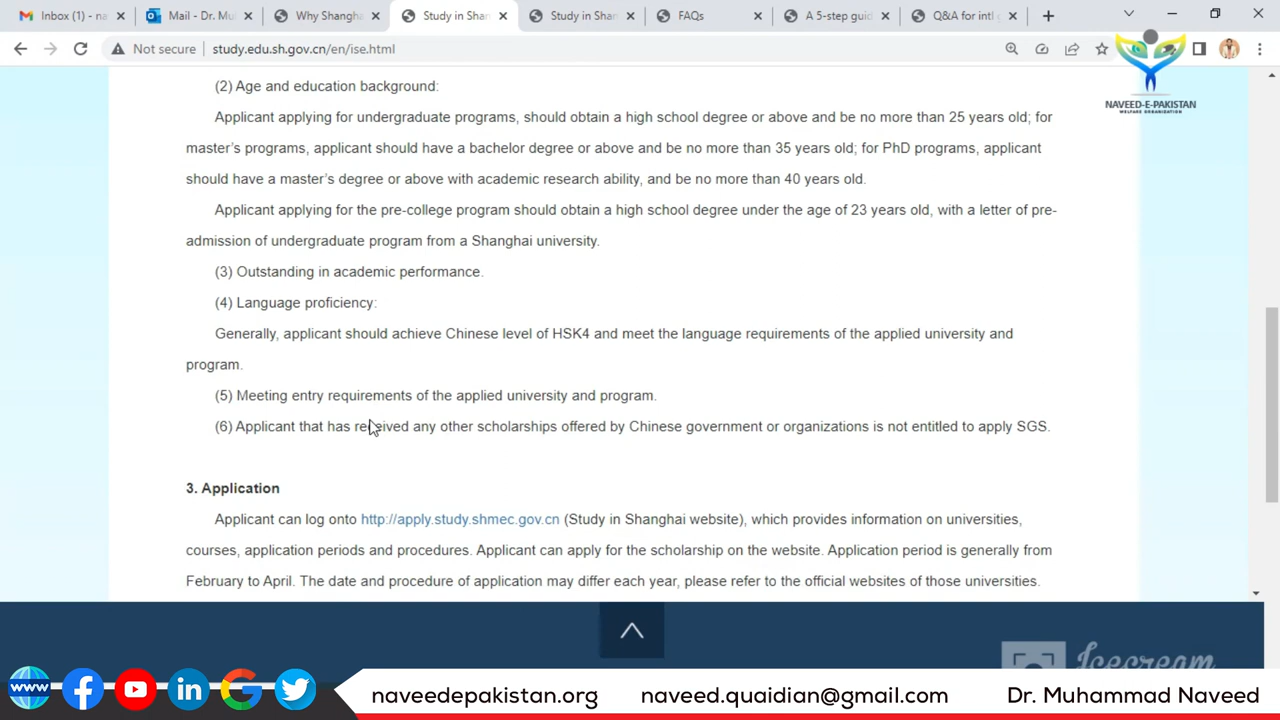 Inbox (1) - na
Mail - Dr. Mu
Why Shangha
Study in Shan
Study in Shan
FAQs
A 5-step guid
Q&A for intl g
Not secure
study.edu.sh.gov.cn/en/ise.html
NAVEED-E-PAKISTAN
WELFARE ORGANIZATION
(2) Age and education background:
Applicant applying for undergraduate programs, should obtain a high school degree or above and be no more than 25 years old; for
master's programs, applicant should have a bachelor degree or above and be no more than 35 years old; for PhD programs, applicant
should have a master's degree or above with academic research ability, and be no more than 40 years old.
Applicant applying for the pre-college program should obtain a high school degree under the age of 23 years old, with a letter of pre-
admission of undergraduate program from a Shanghai university.
(3) Outstanding in academic performance.
(4) Language proficiency:
Generally, applicant should achieve Chinese level of HSK4 and meet the language requirements of the applied university and
program.
(5) Meeting entry requirements of the applied university and program.
(6) Applicant that has received any other scholarships offered by Chinese government or organizations is not entitled to apply SGS.
3. Application
Applicant can log onto http://apply.study.shmec.gov.cn (Study in Shanghai website), which provides information on universities,
courses, application periods and procedures. Applicant can apply for the scholarship on the website. Application period is generally from
February to April. The date and procedure of application may differ each year, please refer to the official websites of those universities.
Icecream
www
naveedepakistan.org
naveed.quaidian@gmail.com
Dr. Muhammad Naveed